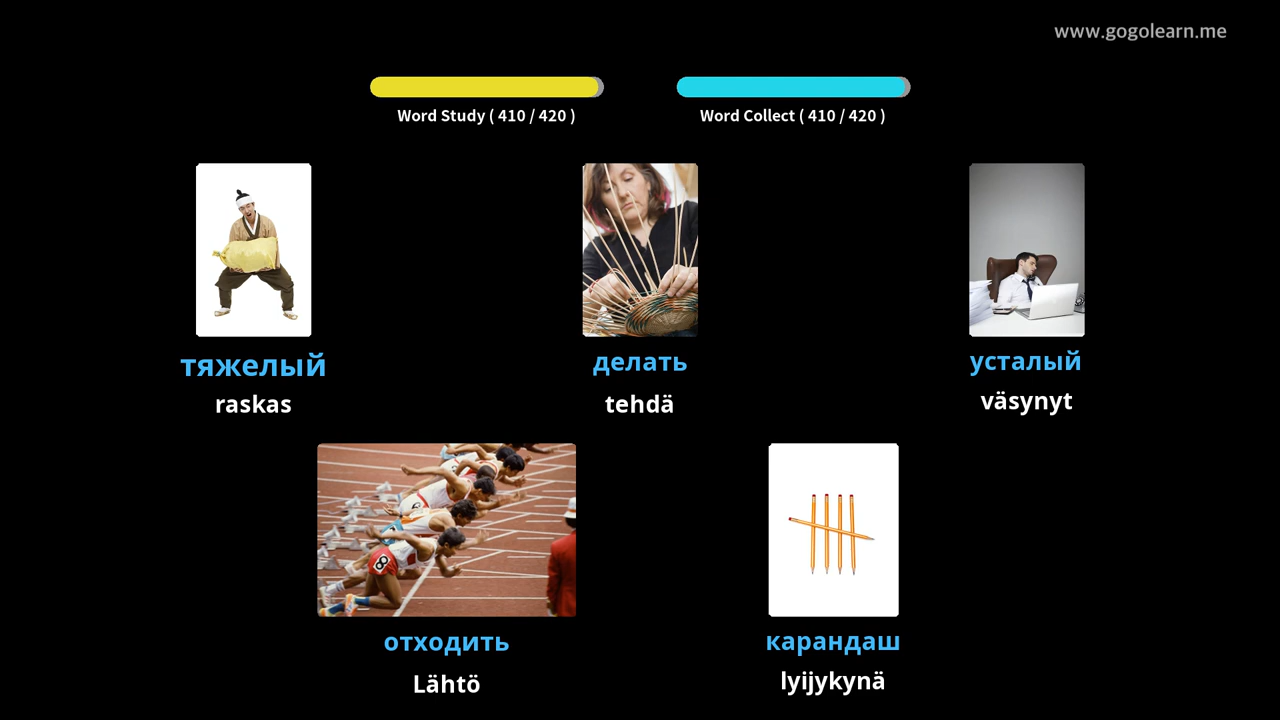 www.gogolearn.me
Word Study ( 410 / 420 )
Word Collect ( 410 / 420 )
тяжелый
raskas
делать
tehdä
усталый
väsynyt
отходить
Lähtö
карандаш
lyijykynä